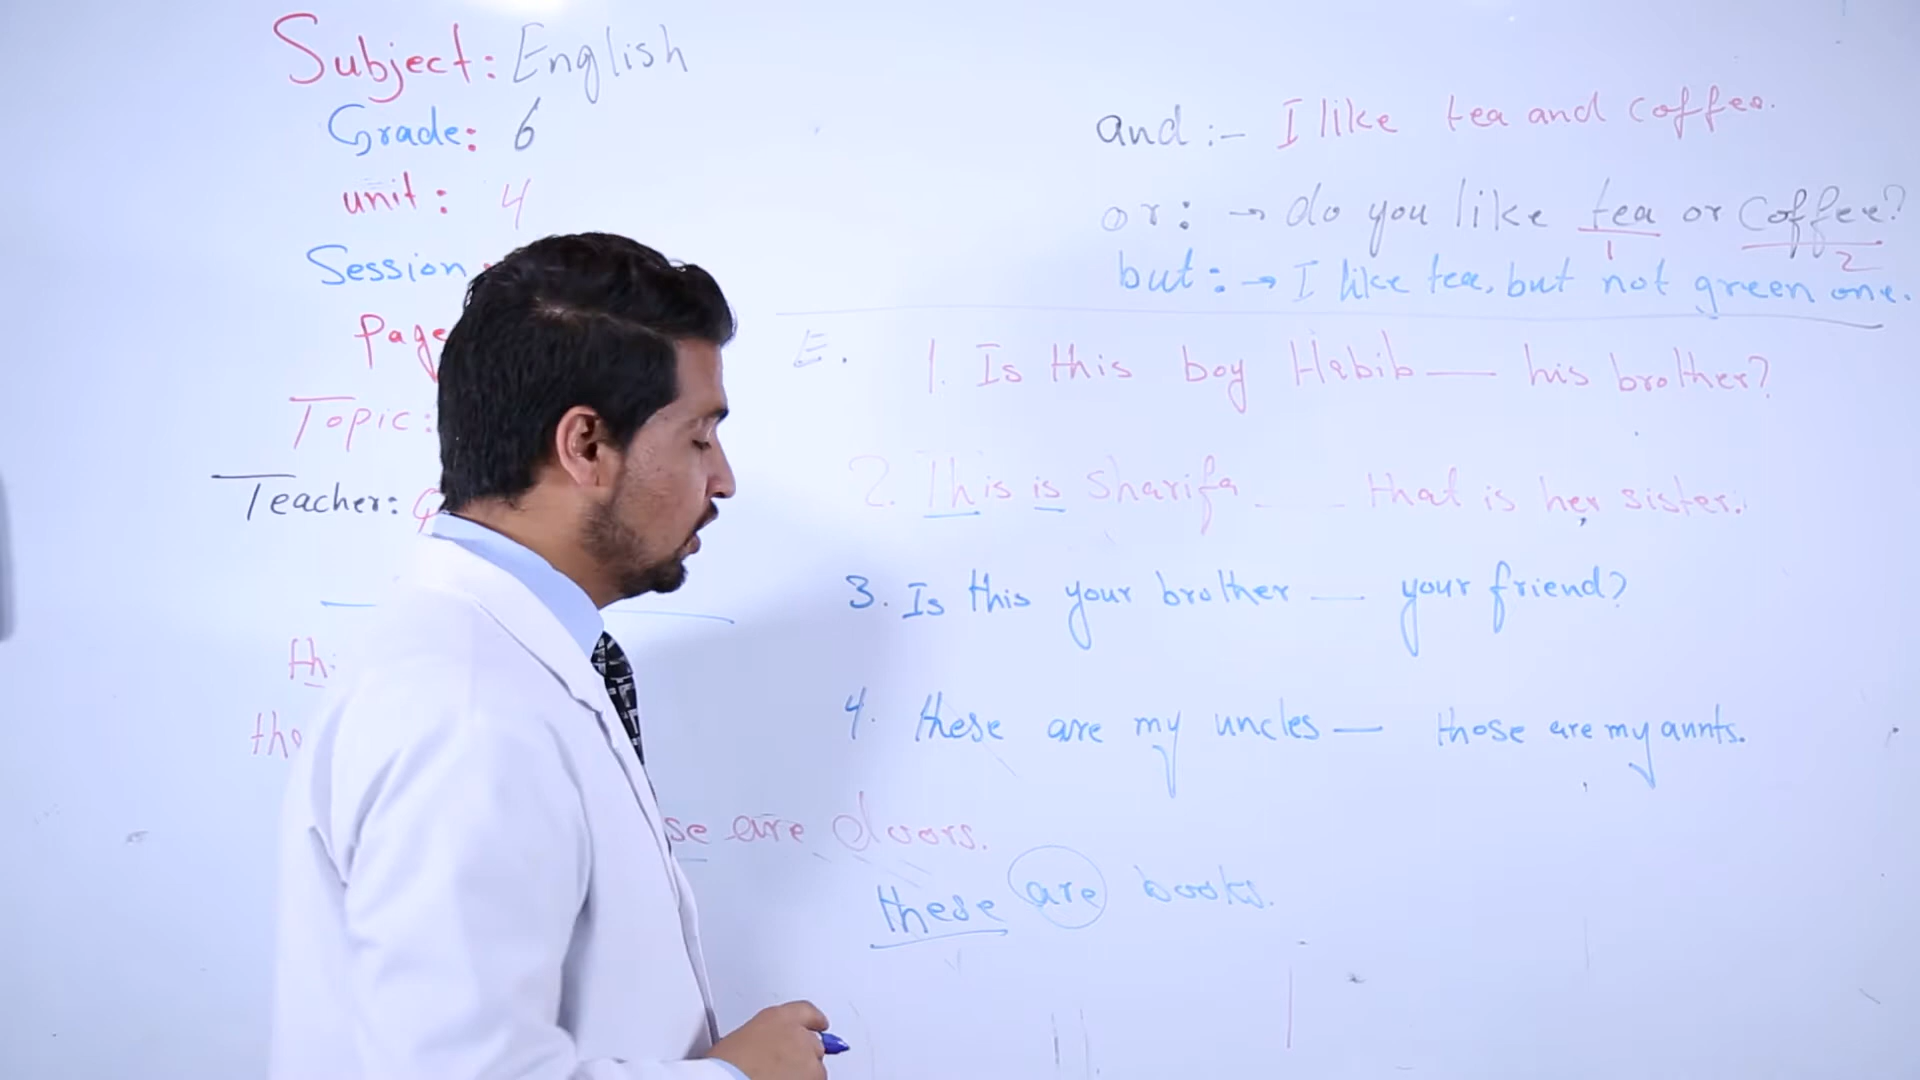 Subject: English
Grade: 6
unit: 4
Session
Page
Topic:
Teacher:
and :- I like tea and coffee.
or: → do you like tea or coffee?
1 2
but: → I like tea, but not green one.
E. 1. Is this boy Habib — his brother?
2. This is Sharifa __ __ that is her sister.
3. Is this your brother — your friend?
4. these are my uncles — those are my aunts.
se are doors.
these are books.